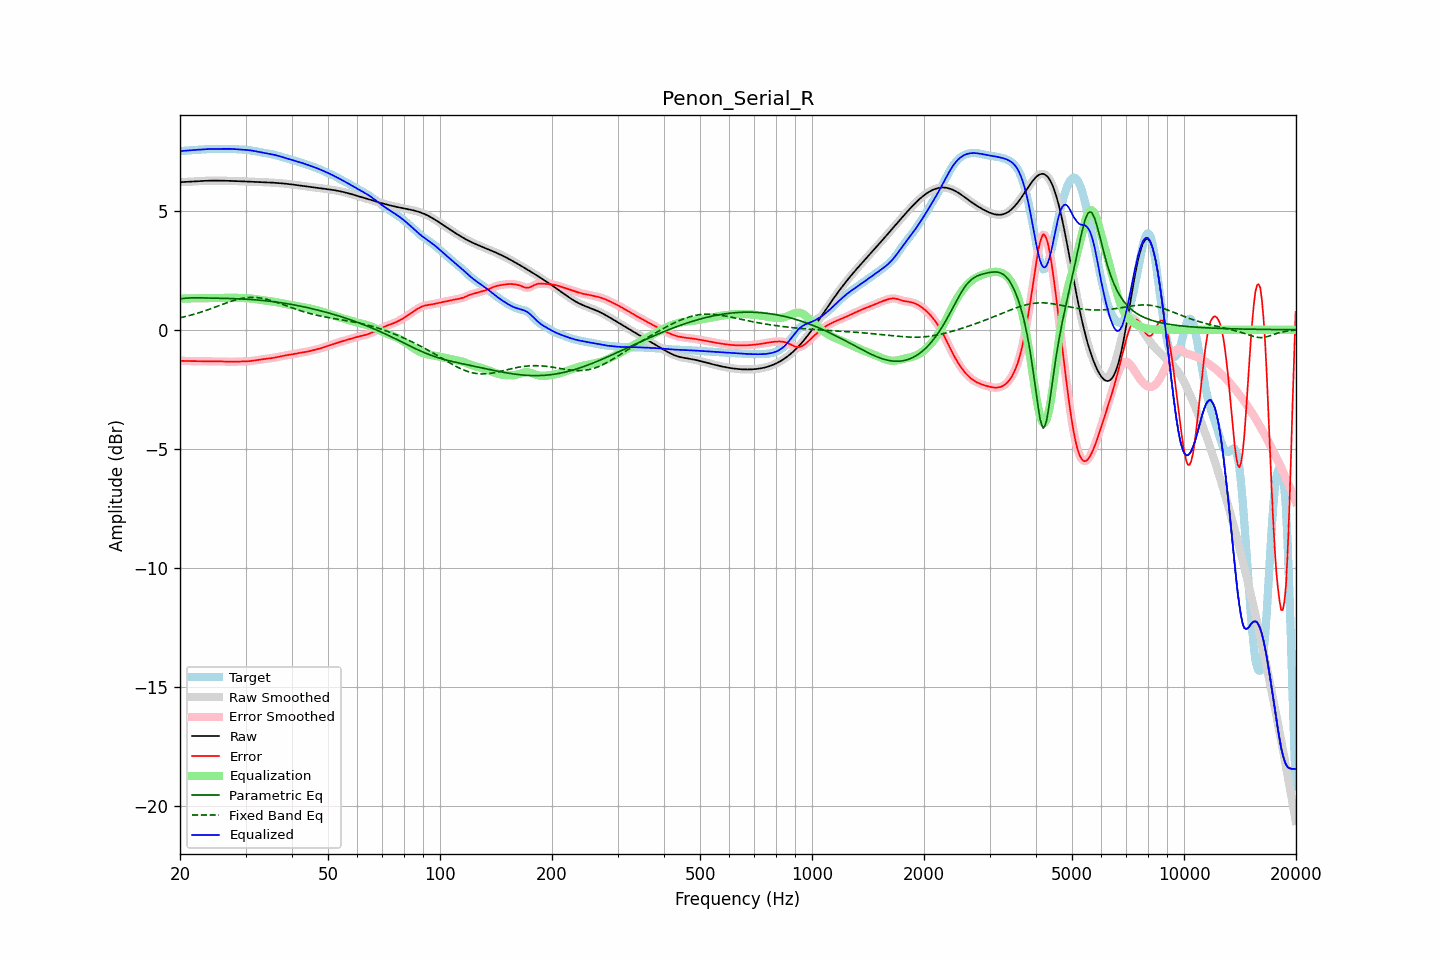 Penon_Serial_R
Amplitude (dBr)
5
0
−5
−10
−15
−20
Target
Raw Smoothed
Error Smoothed
Raw
Error
Equalization
Parametric Eq
Fixed Band Eq
Equalized
20 50 100 200 500 1000 2000 5000 10000 20000
Frequency (Hz)